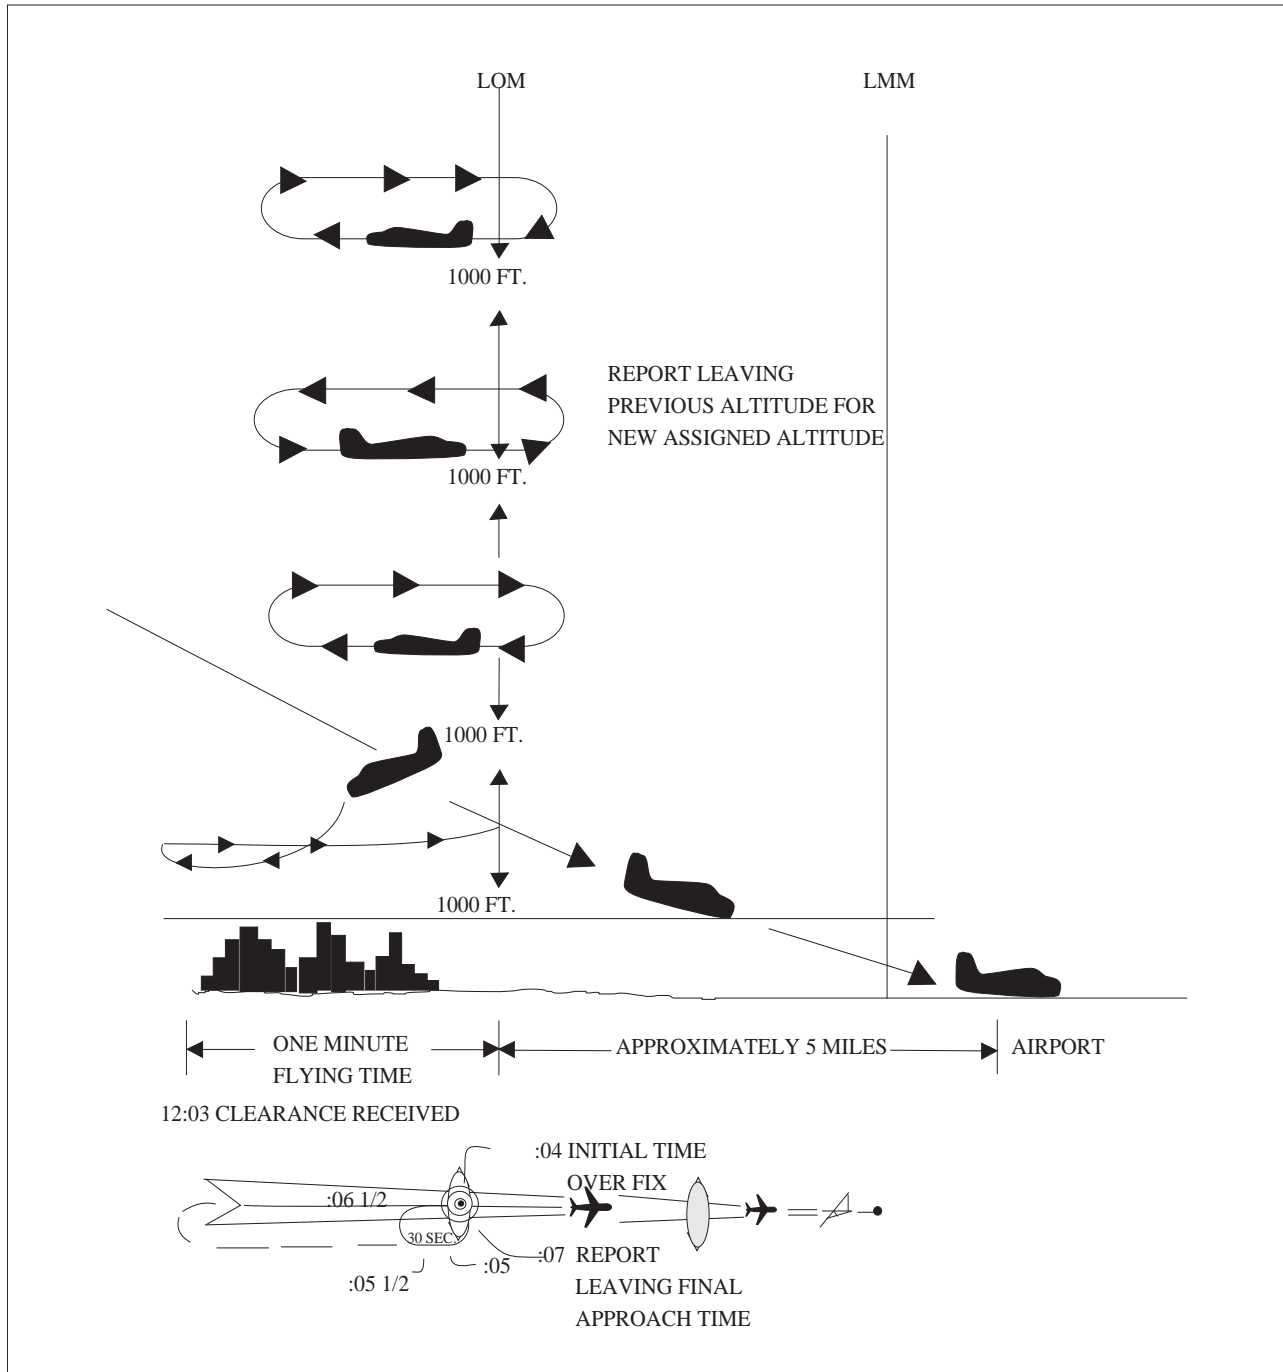 LOM
LMM
1000 FT.
REPORT LEAVING
PREVIOUS ALTITUDE FOR
NEW ASSIGNED ALTITUDE
1000 FT.
1000 FT.
1000 FT.
ONE MINUTE
FLYING TIME
APPROXIMATELY 5 MILES
AIRPORT
12:03 CLEARANCE RECEIVED
:04 INITIAL TIME
OVER FIX
:06 1/2
30 SEC.
:05
:05 1/2
:07 REPORT
LEAVING FINAL
APPROACH TIME